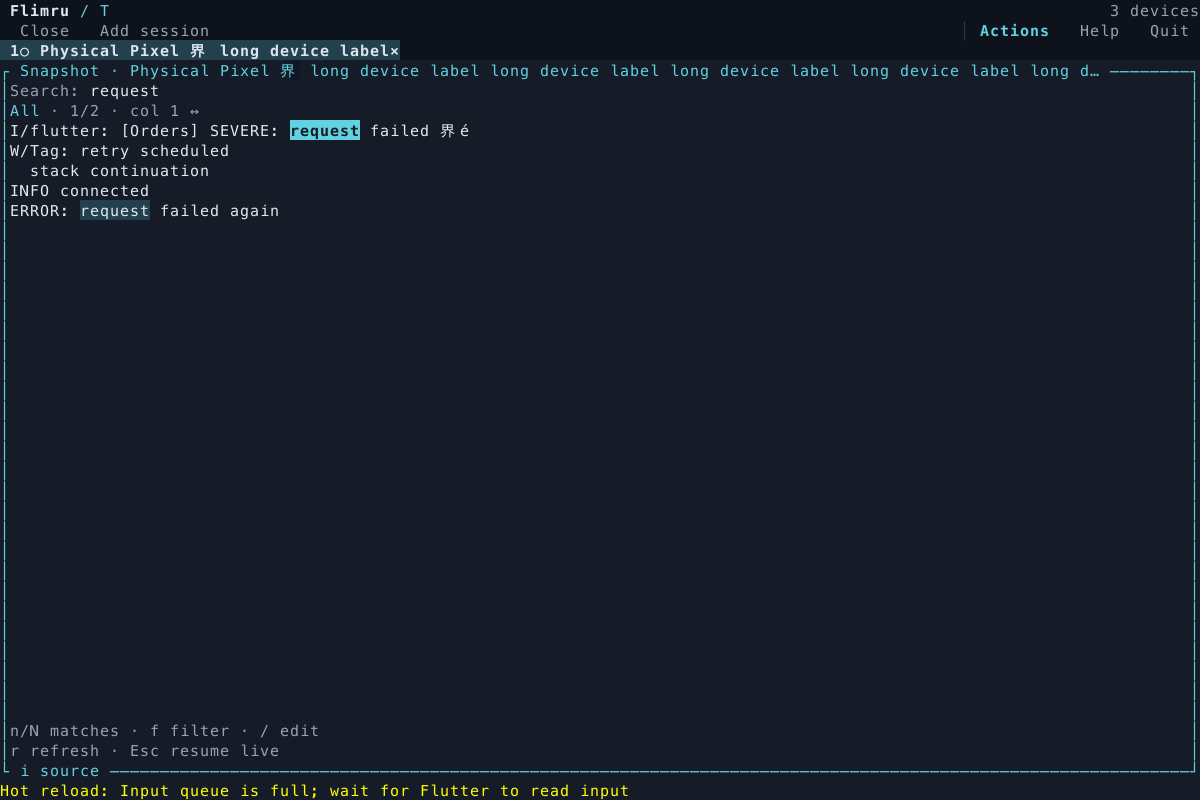 Flimru / T 3 devices
Close Add session │ Actions Help Quit
1○ Physical Pixel 界 long device label×
Snapshot · Physical Pixel 界 long device label long device label long device label long device label long d…
Search: request
All · 1/2 · col 1 ↔
I/flutter: [Orders] SEVERE: request failed 界 é
W/Tag: retry scheduled
stack continuation
INFO connected
ERROR: request failed again
n/N matches · f filter · / edit
r refresh · Esc resume live
i source
Hot reload: Input queue is full; wait for Flutter to read input